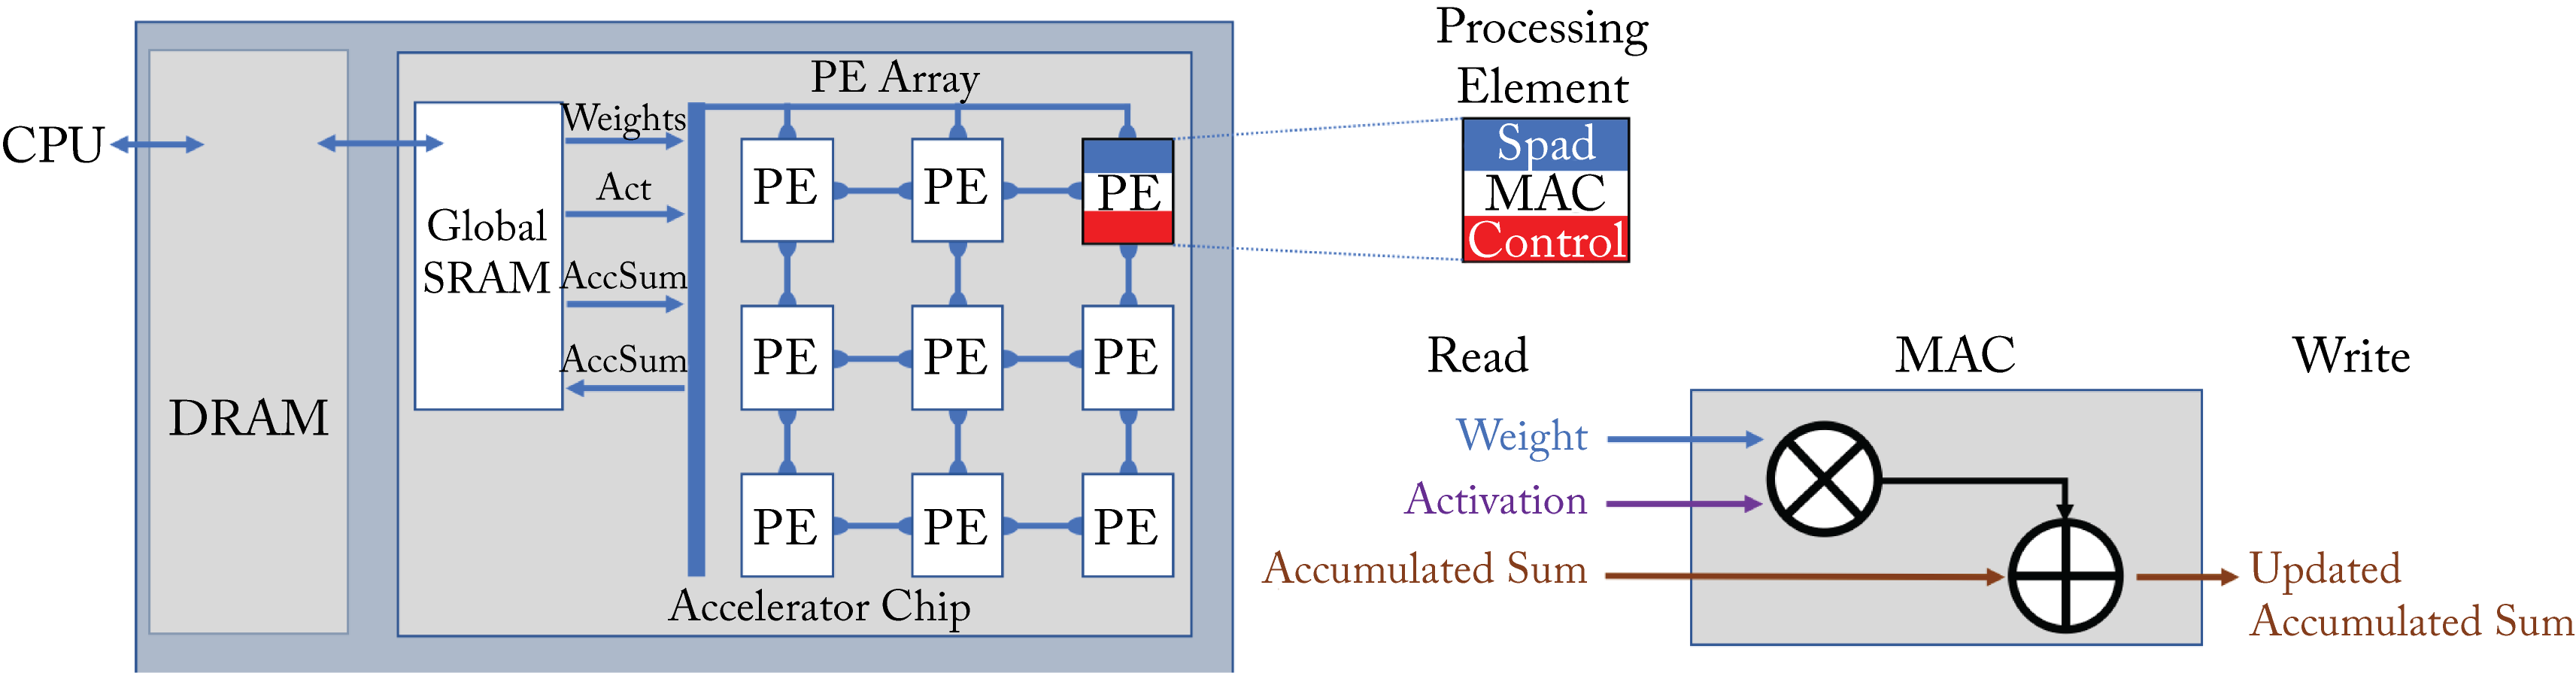 CPU
DRAM
Global
SRAM
Weights
Act
AccSum
AccSum
PE Array
PE
PE
PE
PE
PE
PE
PE
PE
PE
Accelerator Chip
Processing
Element
Spad
MAC
Control
Read
MAC
Write
Weight
Activation
Accumulated Sum
Updated
Accumulated Sum